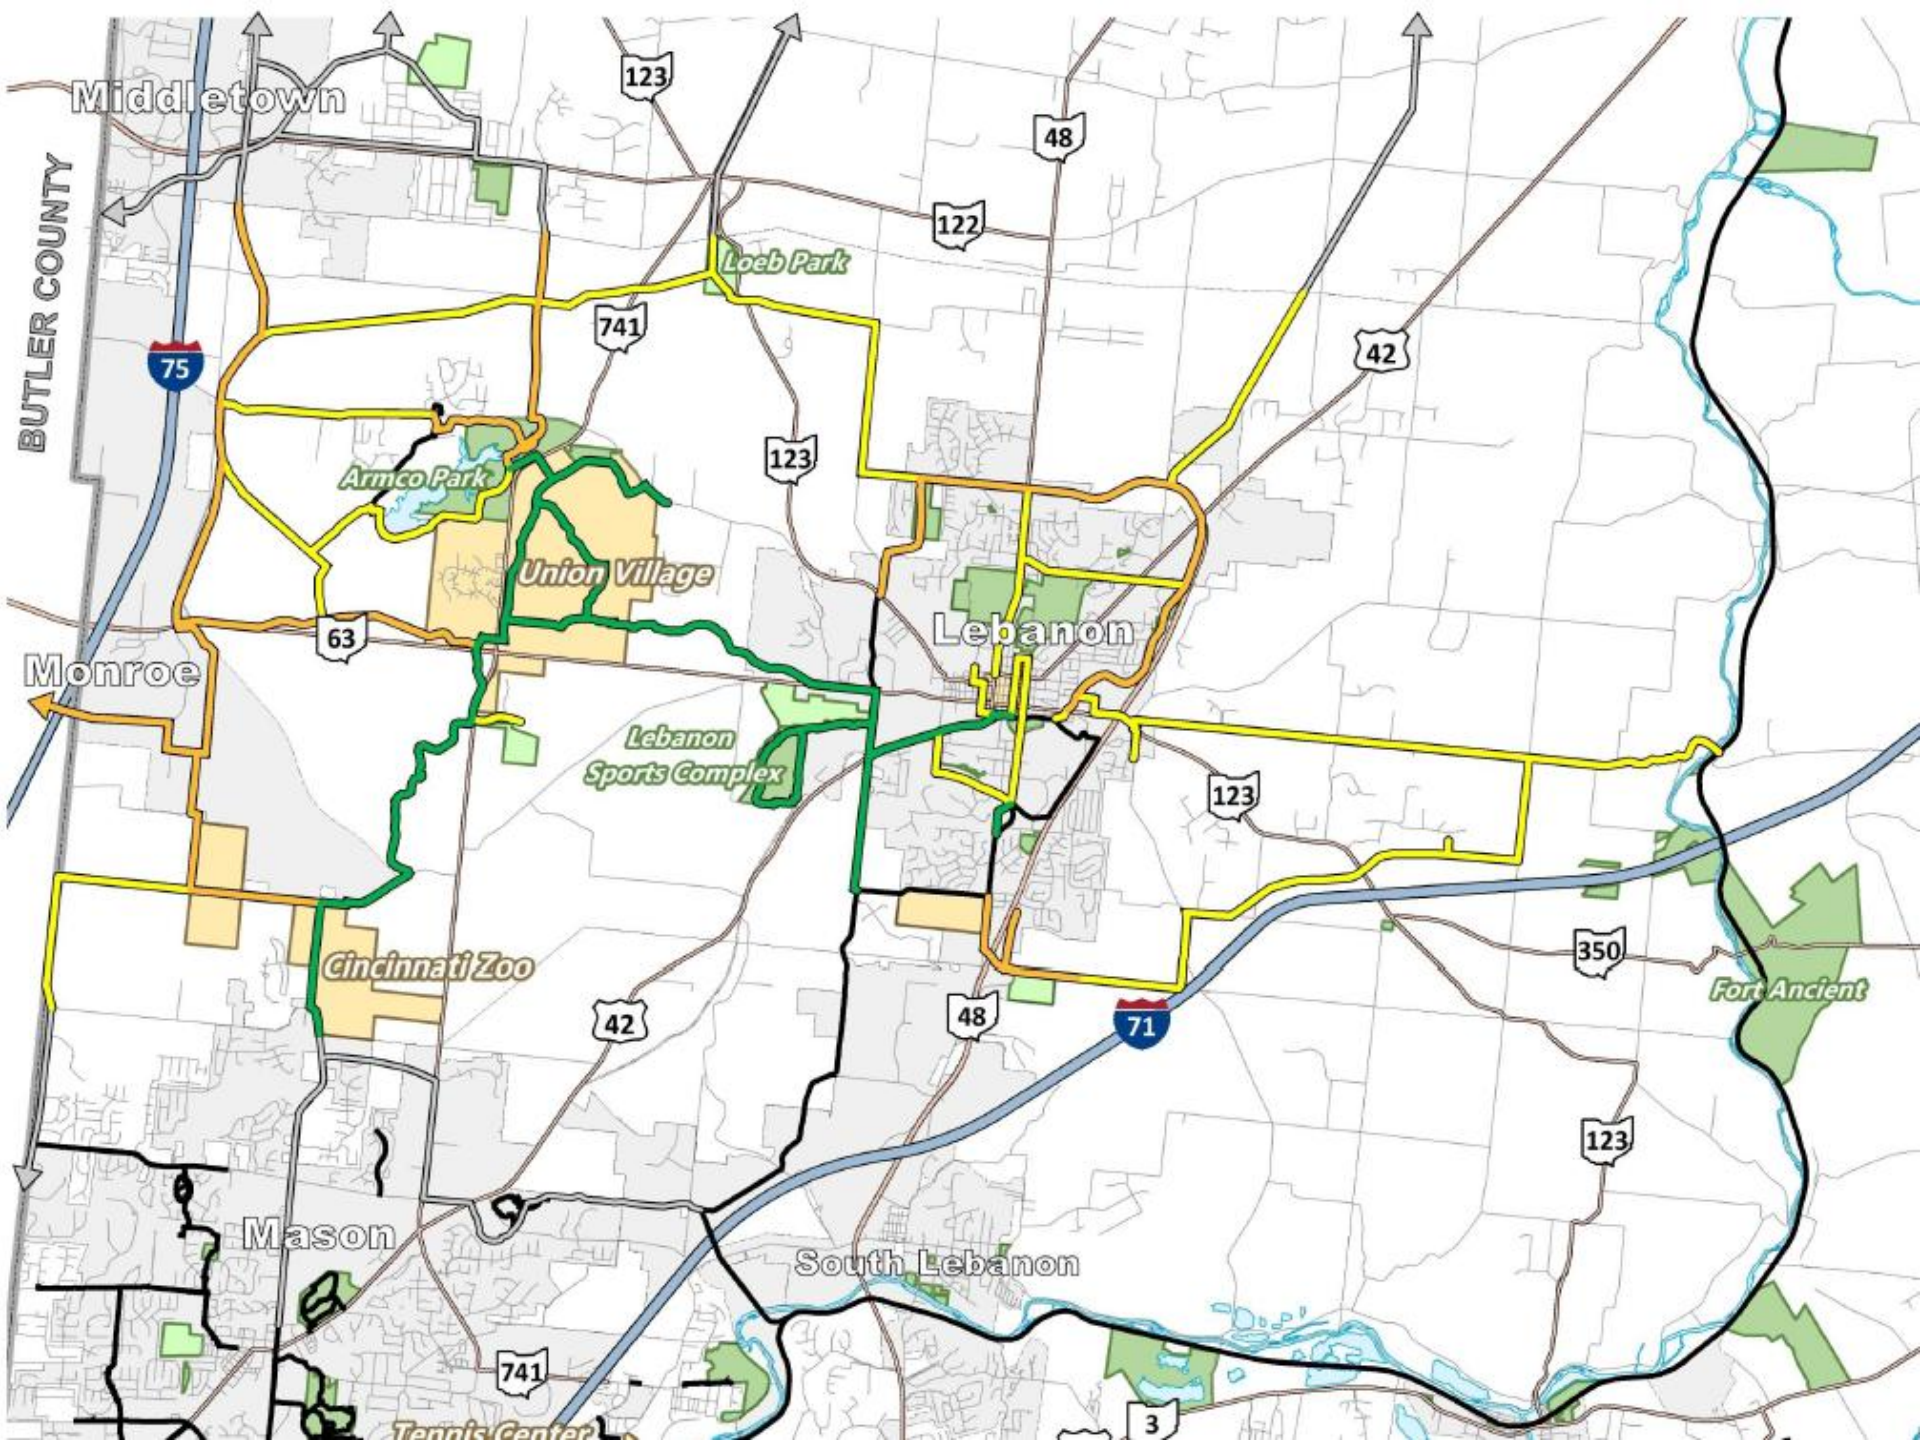 123
Middletown
48
BUTLER COUNTY
122
Loeb Park
741
42
75
123
Armco Park
Union Village
63
Lebanon
Monroe
Lebanon
Sports Complex
123
350
Cincinnati Zoo
Fort Ancient
42
48
71
123
Mason
South Lebanon
741
3
Tennis Center